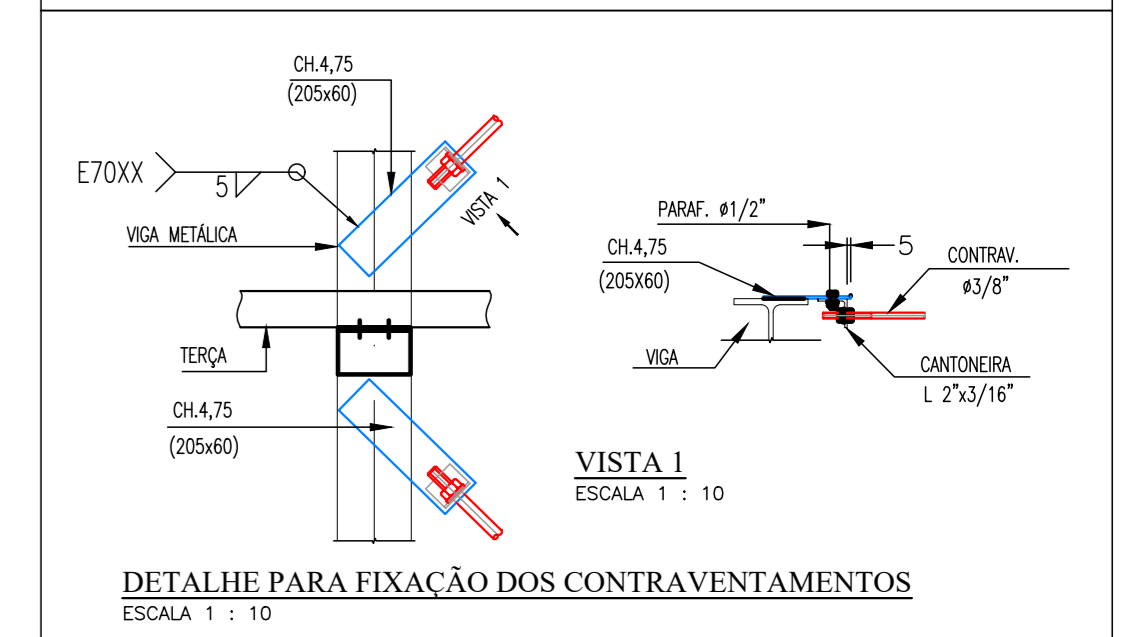 CH.4,75
(205x60)
E70XX
5
VISTA 1
VIGA METÁLICA
TERÇA
CH.4,75
(205x60)
PARAF. ø1/2"
CH.4,75
(205X60)
5
CONTRAV.
ø3/8"
VIGA
CANTONEIRA
L 2"x3/16"
VISTA 1
ESCALA 1 : 10
DETALHE PARA FIXAÇÃO DOS CONTRAVENTAMENTOS
ESCALA 1 : 10